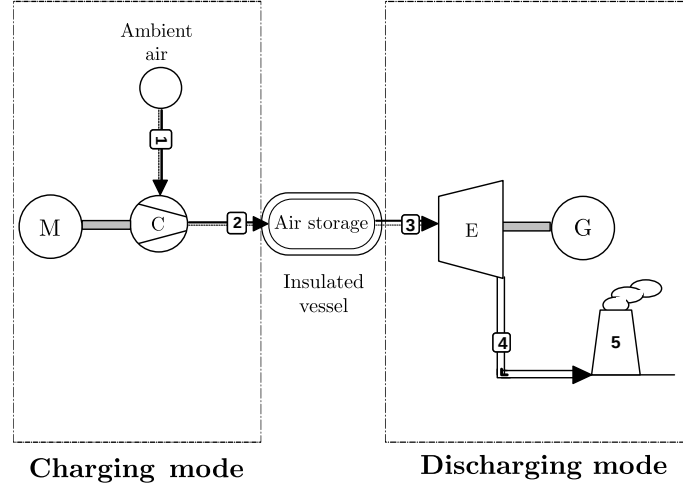 Ambient
air
1
M
C
2
Air storage
3
E
G
Insulated
vessel
4
5
Charging mode
Discharging mode